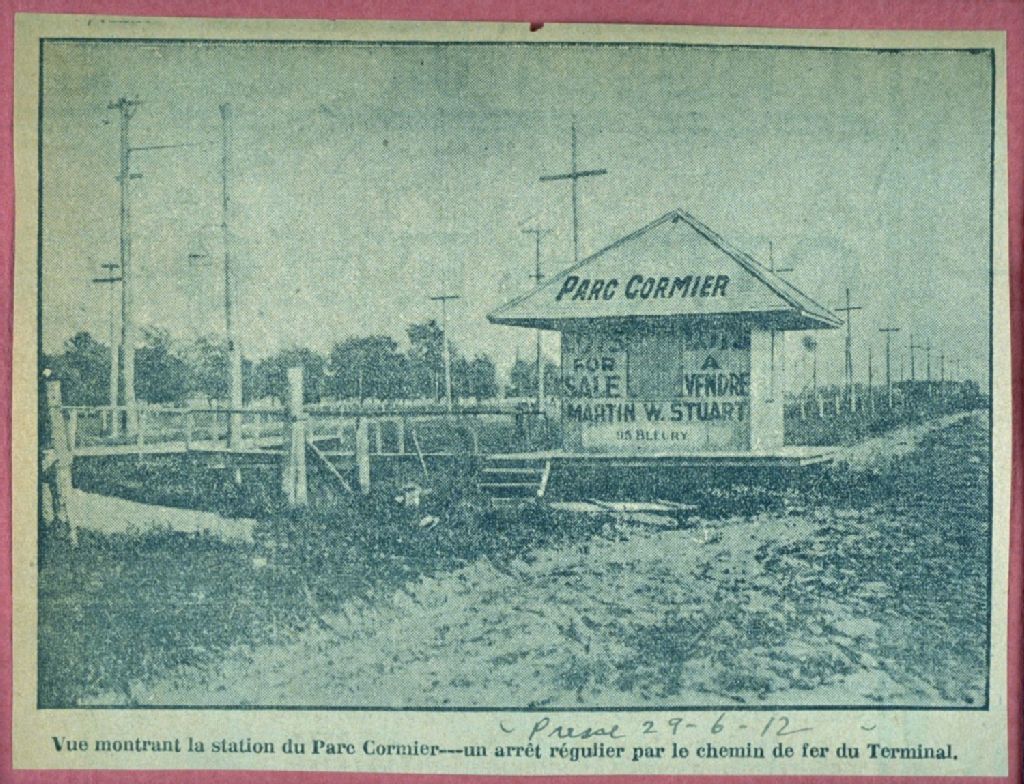 PARC CORMIER
LOTS
FOR
SALE
A
VENDRE
MARTIN W. STUART
BLEURY
Presse 29-6-12
Vue montrant la station du Parc Cormier---un arrêt régulier par le chemin de fer du Terminal.